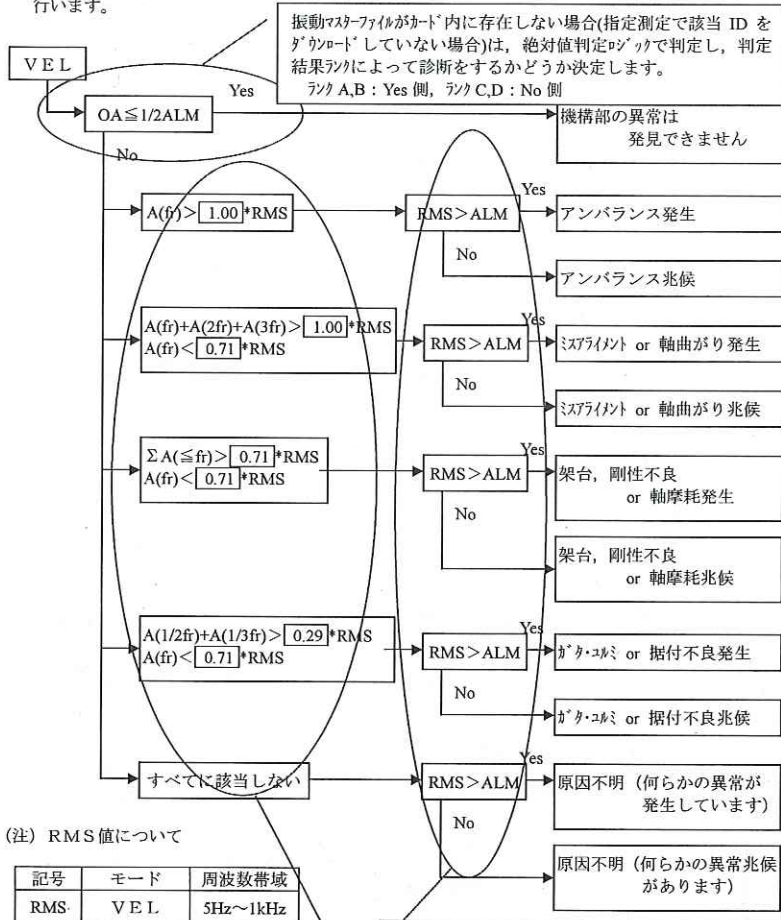 行います。
振動マスターファイルがカード内に存在しない場合(指定測定で該当 ID を
ダウンロードしていない場合)は，絶対値判定ロジックで判定し，判定
結果ランクによって診断をするかどうか決定します。
ランク A,B：Yes 側，ランク C,D：No 側
ＶＥＬ
OA≦1/2ALM
Yes
機構部の異常は
発見できません
No
A(fr)＞ 1.00 *RMS
RMS＞ALM
Yes
アンバランス発生
No
アンバランス兆候
A(fr)+A(2fr)+A(3fr)＞ 1.00 *RMS
A(fr)＜ 0.71 *RMS
RMS＞ALM
Yes
ミスアライメント or 軸曲がり発生
No
ミスアライメント or 軸曲がり兆候
ΣA(≦fr)＞ 0.71 *RMS
A(fr)＜ 0.71 *RMS
RMS＞ALM
Yes
架台，剛性不良
or 軸摩耗発生
No
架台，剛性不良
or 軸摩耗兆候
A(1/2fr)+A(1/3fr)＞ 0.29 *RMS
A(fr)＜ 0.71 *RMS
RMS＞ALM
Yes
ガタ・ユルミ or 据付不良発生
No
ガタ・ユルミ or 据付不良兆候
すべてに該当しない
RMS＞ALM
Yes
原因不明（何らかの異常が
発生しています）
No
原因不明（何らかの異常兆候
があります）
(注) ＲＭＳ値について
記号 モード 周波数帯域
RMS ＶＥＬ 5Hz～1kHz